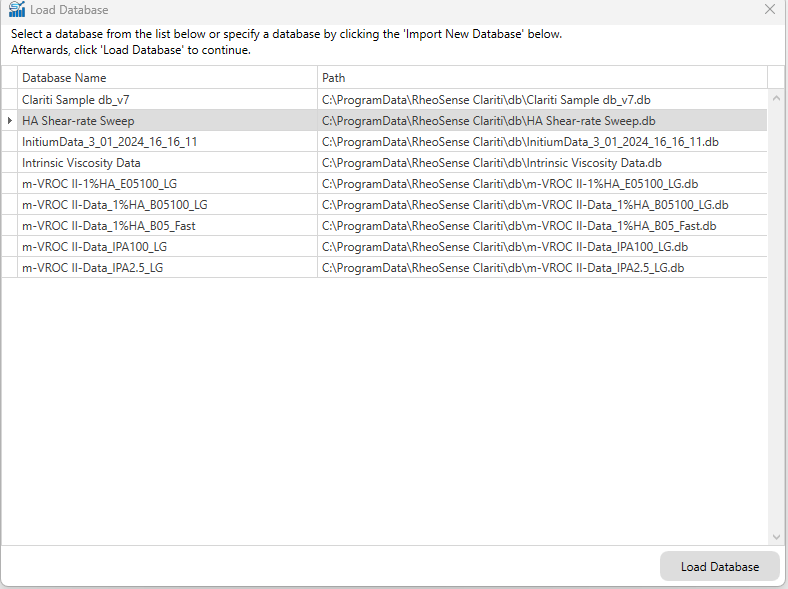 Load Database
Select a database from the list below or specify a database by clicking the 'Import New Database' below.
Afterwards, click 'Load Database' to continue.
Database Name Path
Clariti Sample db_v7 C:\ProgramData\RheoSense Clariti\db\Clariti Sample db_v7.db
HA Shear-rate Sweep C:\ProgramData\RheoSense Clariti\db\HA Shear-rate Sweep.db
InitiumData_3_01_2024_16_16_11 C:\ProgramData\RheoSense Clariti\db\InitiumData_3_01_2024_16_16_11.db
Intrinsic Viscosity Data C:\ProgramData\RheoSense Clariti\db\Intrinsic Viscosity Data.db
m-VROC II-1%HA_E05100_LG C:\ProgramData\RheoSense Clariti\db\m-VROC II-1%HA_E05100_LG.db
m-VROC II-Data_1%HA_B05100_LG C:\ProgramData\RheoSense Clariti\db\m-VROC II-Data_1%HA_B05100_LG.db
m-VROC II-Data_1%HA_B05_Fast C:\ProgramData\RheoSense Clariti\db\m-VROC II-Data_1%HA_B05_Fast.db
m-VROC II-Data_IPA100_LG C:\ProgramData\RheoSense Clariti\db\m-VROC II-Data_IPA100_LG.db
m-VROC II-Data_IPA2.5_LG C:\ProgramData\RheoSense Clariti\db\m-VROC II-Data_IPA2.5_LG.db
Load Database